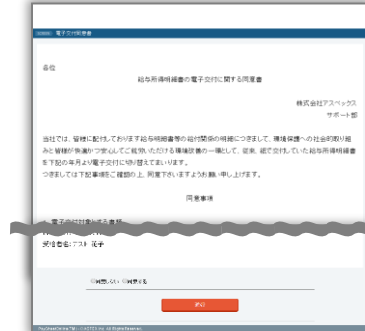 電子交付同意書
各位
給与所得明細書の電子交付に関する同意書
株式会社アスペックス
サポート部
当社では、皆様に配付しております給与明細書等の給付関係の明細につきまして、環境保護への社会的取り組
みと皆様が快適かつ安心してご就労いただける環境改善の一環として、従来、紙で交付していた給与所得明細書
を下記の年月より電子交付に切り替えてまいります。
つきましては下記事項をご確認の上、同意下さいますようお願い申し上げます。
同意事項
受給者名:テスト 花子
同意しない 同意する